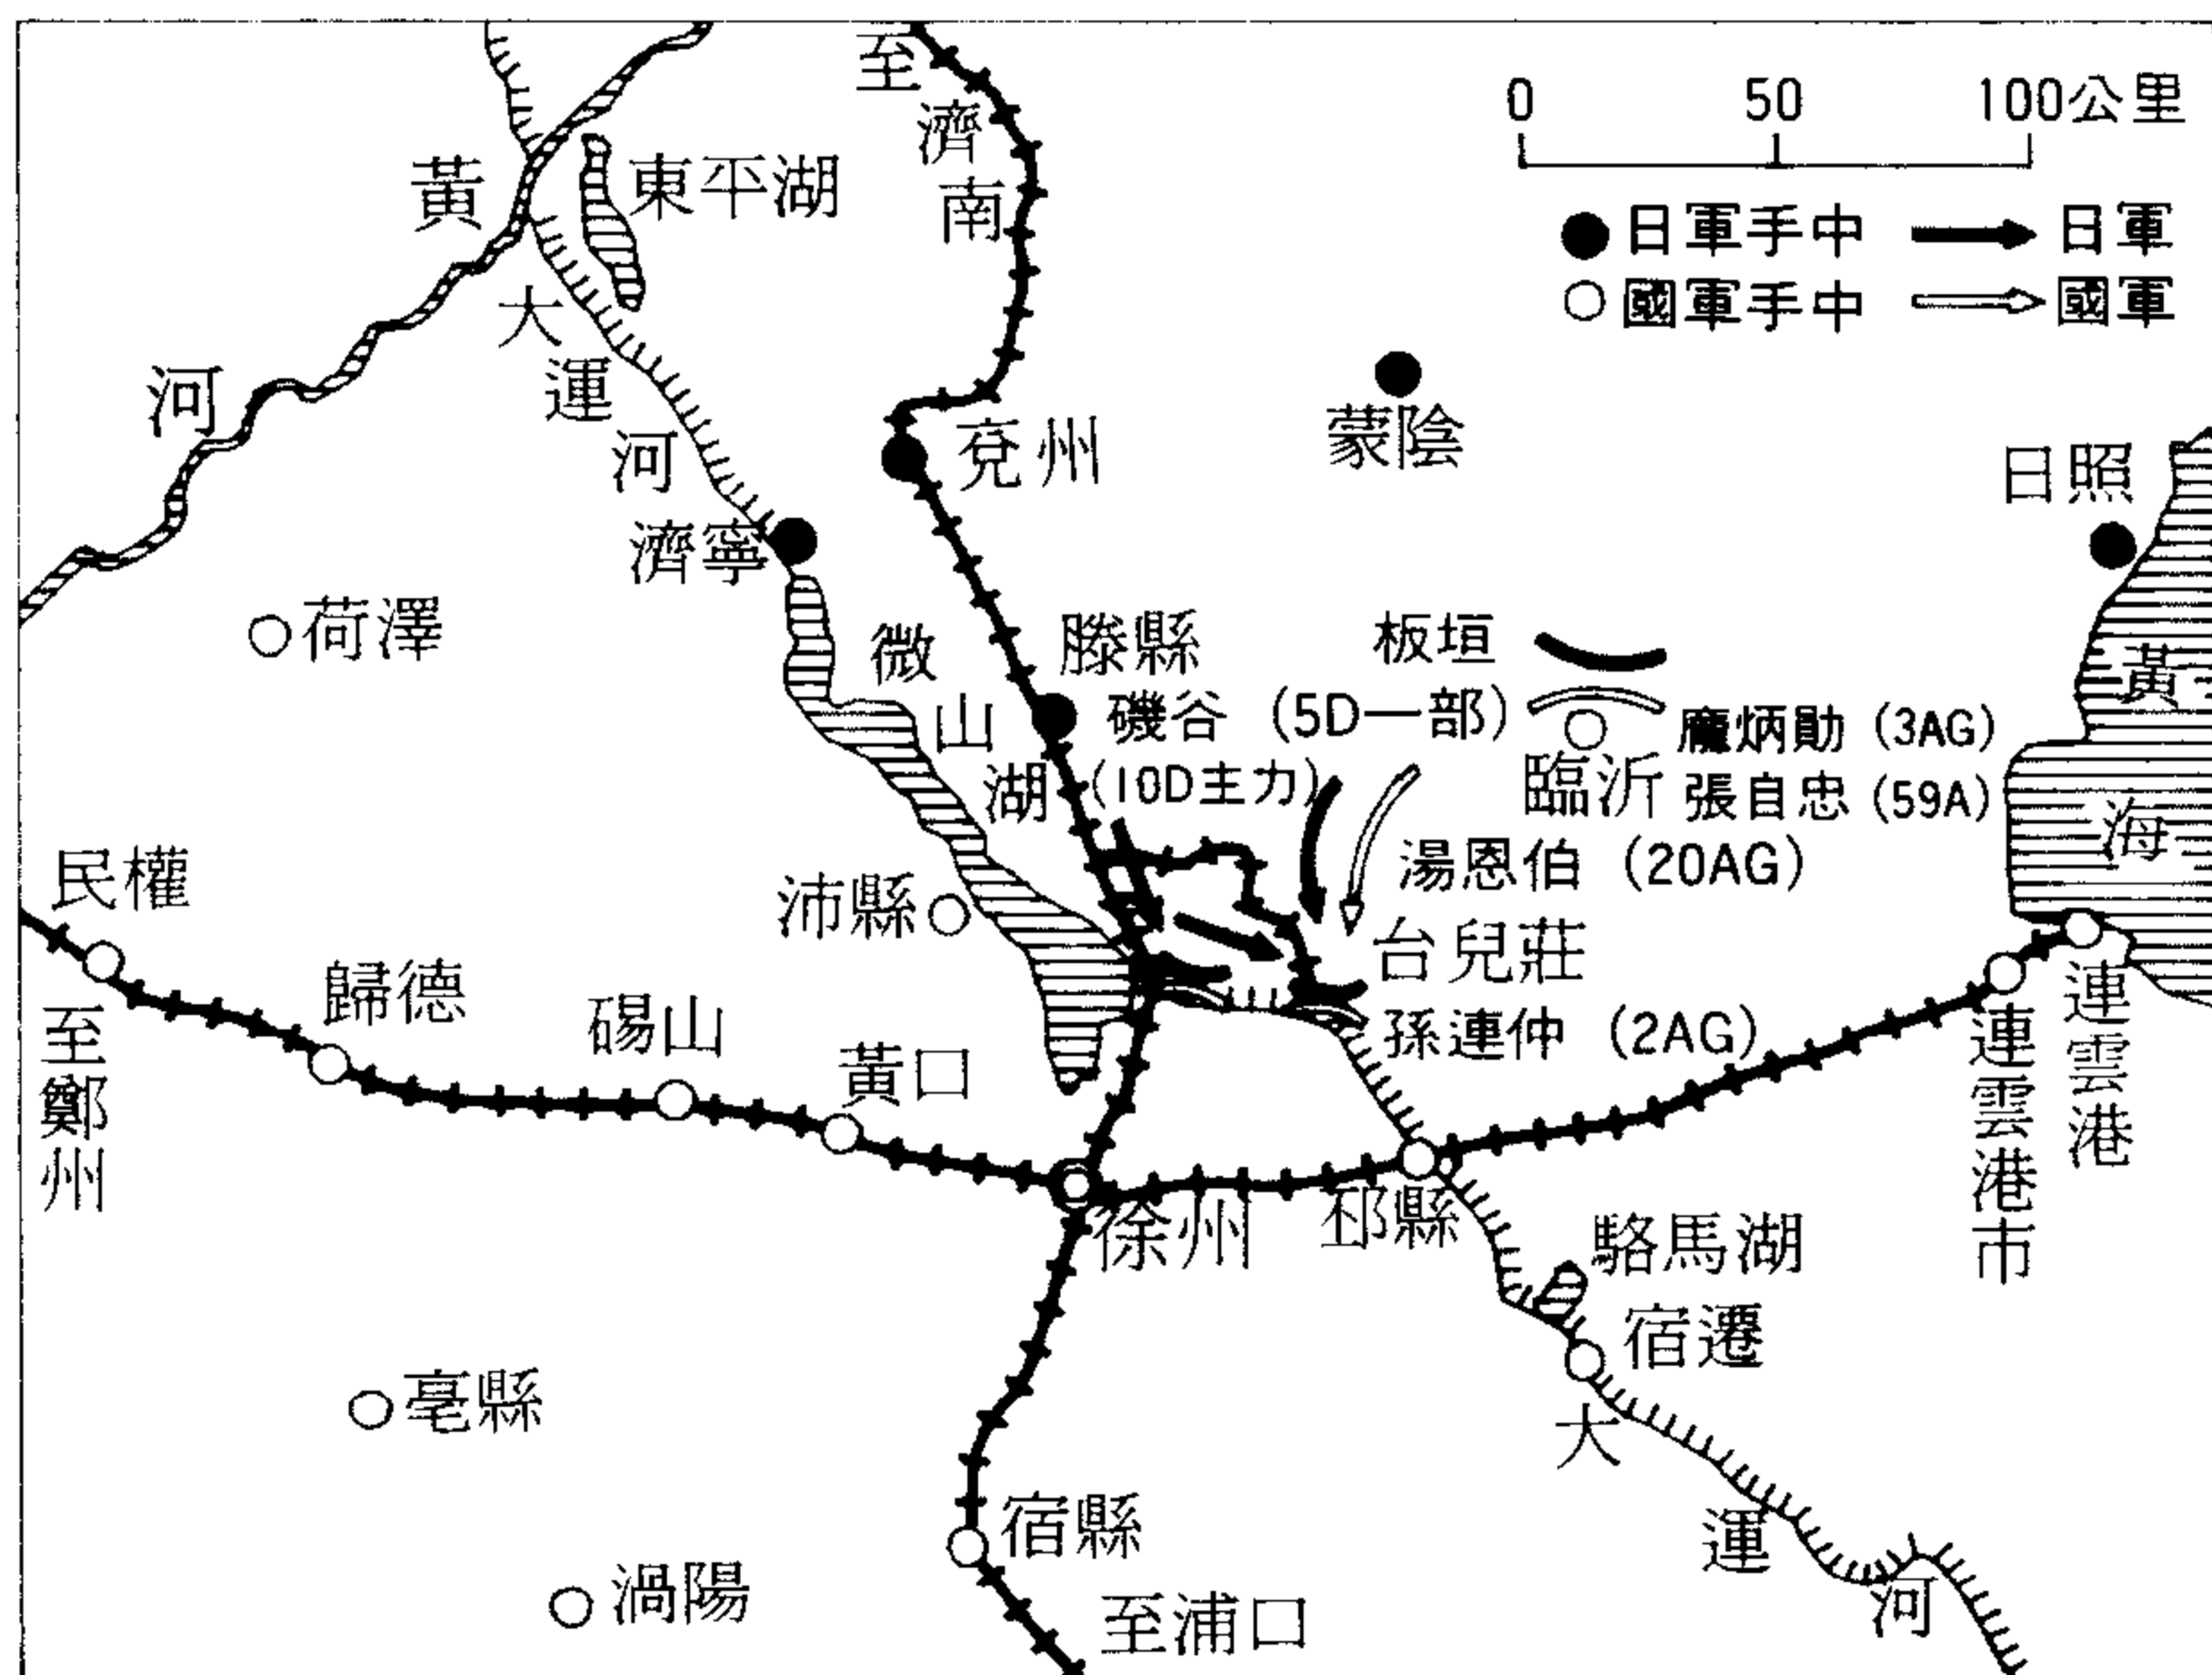 0 50 100公里
日軍手中 日軍
國軍手中 國軍
至濟南
黃河
東平湖
大運河
兗州
蒙陰
日照
濟寧
荷澤
微山湖
滕縣
板垣
(5D一部)
磯谷
(10D主力)
龐炳勛 (3AG)
臨沂
張自忠 (59A)
黃海
湯恩伯 (20AG)
民權
沛縣
台兒莊
歸德
碭山
黃口
孫連仲 (2AG)
至鄭州
連雲港
連雲港市
徐州
邳縣
駱馬湖
宿遷
亳縣
大運河
宿縣
渦陽
至浦口